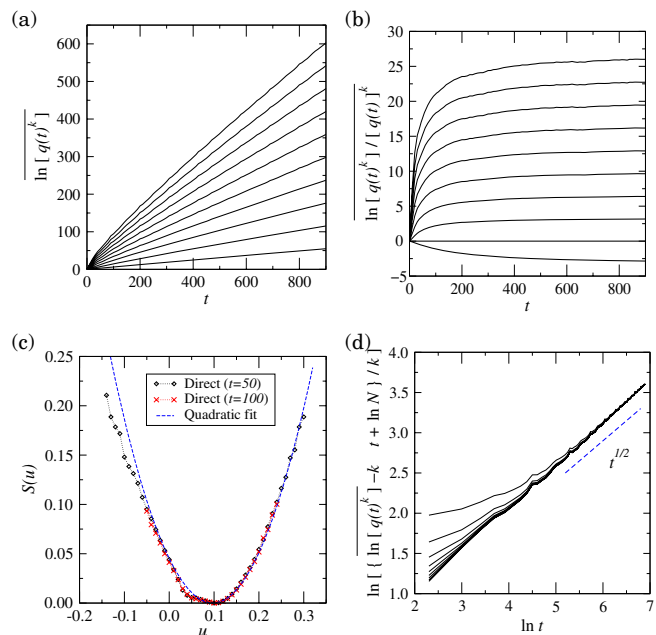 (a)
600
500
400
300
200
100
0
0 200 400 600 800
t
ln [ q(t)^k ]
(b)
30
25
20
15
10
5
0
−5
0 200 400 600 800
t
ln [ q(t)^k ] / [ q(t) ]^k
(c)
0.25
0.20
0.15
0.10
0.05
0.00
-0.2 -0.1 0.0 0.1 0.2 0.3
u
S(u)
Direct (t=50)
Direct (t=100)
Quadratic fit
(d)
4.0
3.5
3.0
2.5
2.0
1.5
1.0
2 3 4 5 6 7
ln t
ln [ { ln [ q(t)^k ] −k t + ln N } / k ]
t^1/2